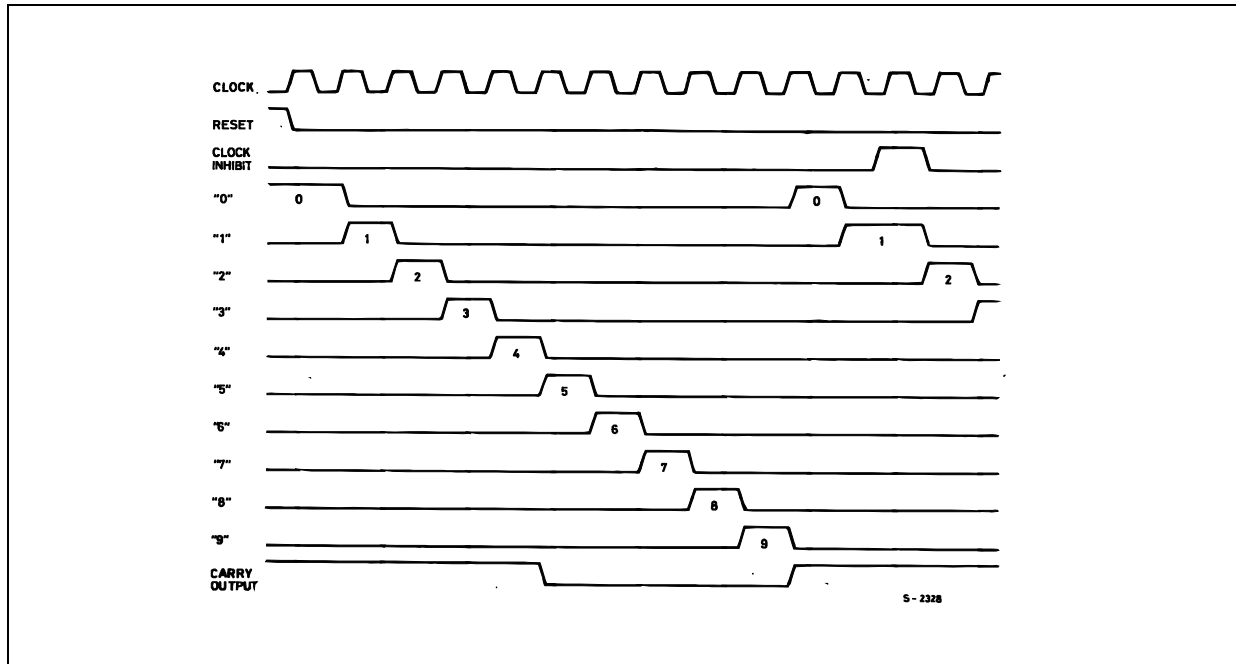 CLOCK
RESET
CLOCK
INHIBIT
"0" 0 0
"1" 1 1
"2" 2 2
"3" 3
"4" 4
"5" 5
"6" 6
"7" 7
"8" 8
"9" 9
CARRY
OUTPUT
S - 2328